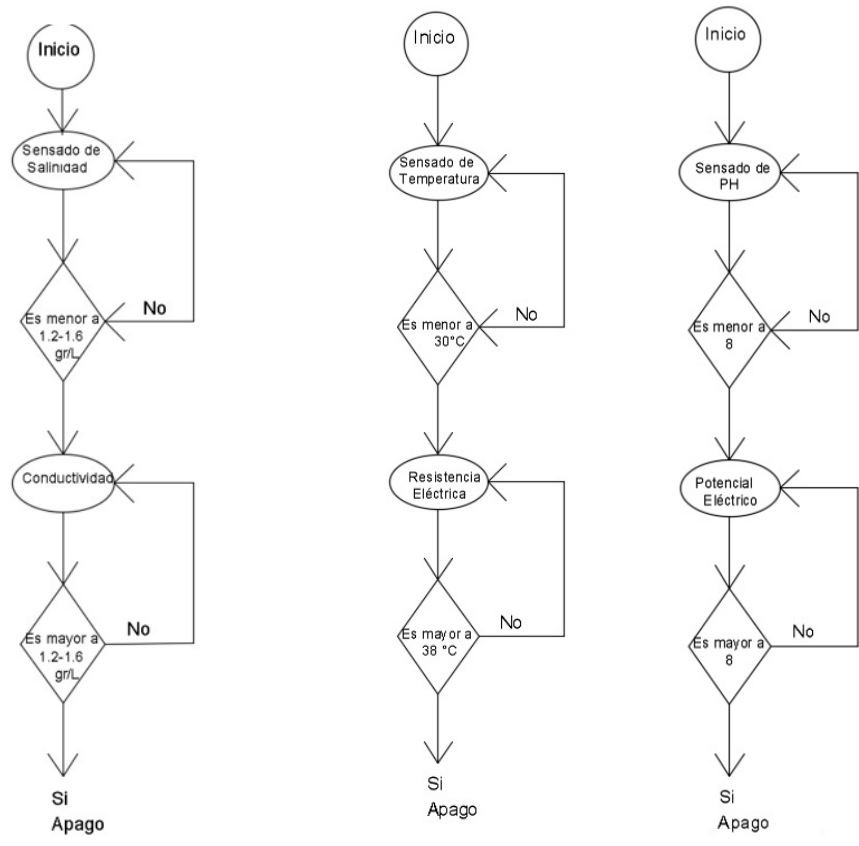 Inicio
Sensado de
Salinidad
No
Es menor a
1.2-1.6
gr/L
Conductividad
No
Es mayor a
1.2-1.6
gr/L
Si
Apago
Inicio
Sensado de
Temperatura
No
Es menor a
30°C
Resistencia
Eléctrica
No
Es mayor a
38 °C
Si
Apago
Inicio
Sensado de
PH
No
Es menor a
8
Potencial
Eléctrico
No
Es mayor a
8
Si
Apago